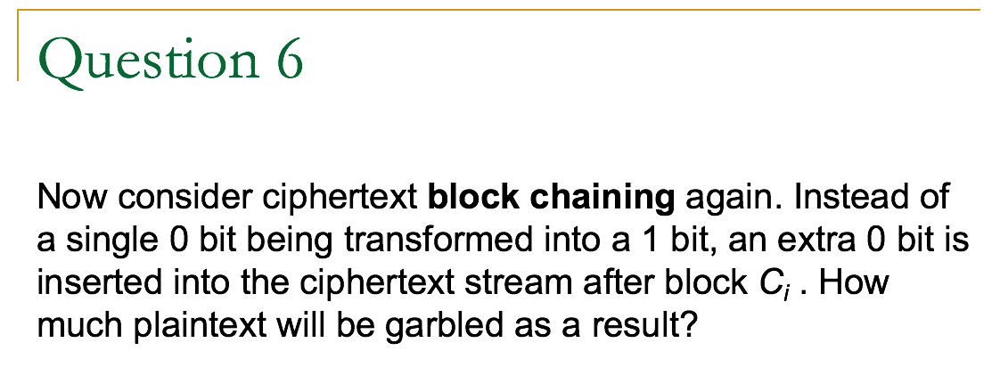 Question 6
Now consider ciphertext block chaining again. Instead of
a single 0 bit being transformed into a 1 bit, an extra 0 bit is
inserted into the ciphertext stream after block Ci . How
much plaintext will be garbled as a result?